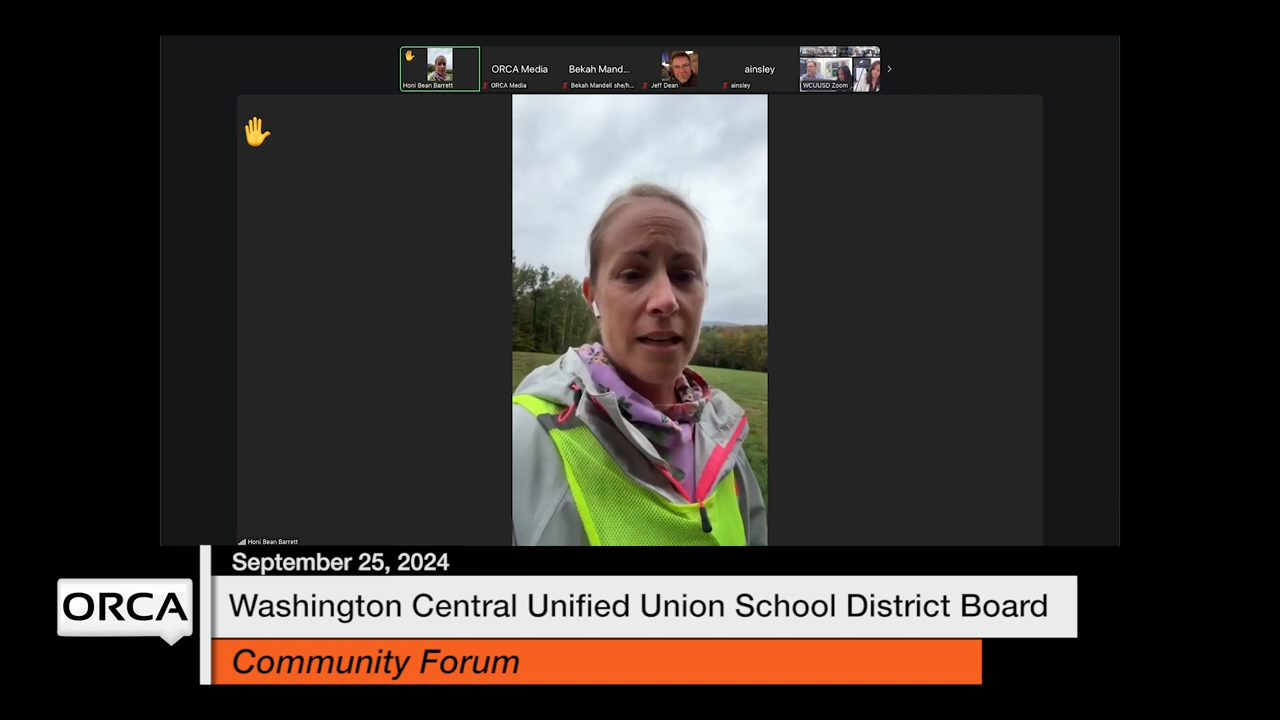 ORCA Media
Bekah Mand...
ainsley
Honi Bean Barrett
ORCA Media
Bekah Mandell she/h...
Jeff Dean
ainsley
WCUUSD Zoom
Honi Bean Barrett
September 25, 2024
ORCA
Washington Central Unified Union School District Board
Community Forum